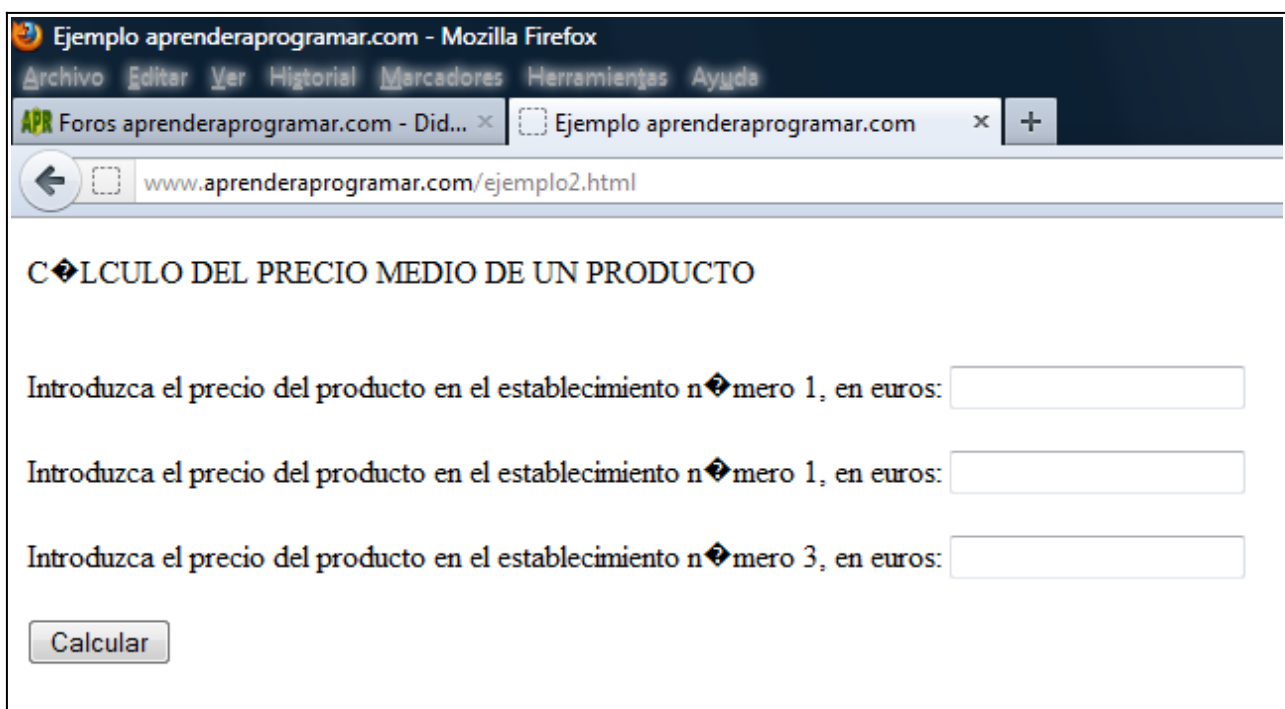 Ejemplo aprenderaprogramar.com - Mozilla Firefox
Archivo Editar Ver Historial Marcadores Herramientas Ayuda
APR Foros aprenderaprogramar.com - Did... × Ejemplo aprenderaprogramar.com × +
www.aprenderaprogramar.com/ejemplo2.html
C�LCULO DEL PRECIO MEDIO DE UN PRODUCTO
Introduzca el precio del producto en el establecimiento n�mero 1, en euros:
Introduzca el precio del producto en el establecimiento n�mero 1, en euros:
Introduzca el precio del producto en el establecimiento n�mero 3, en euros:
Calcular